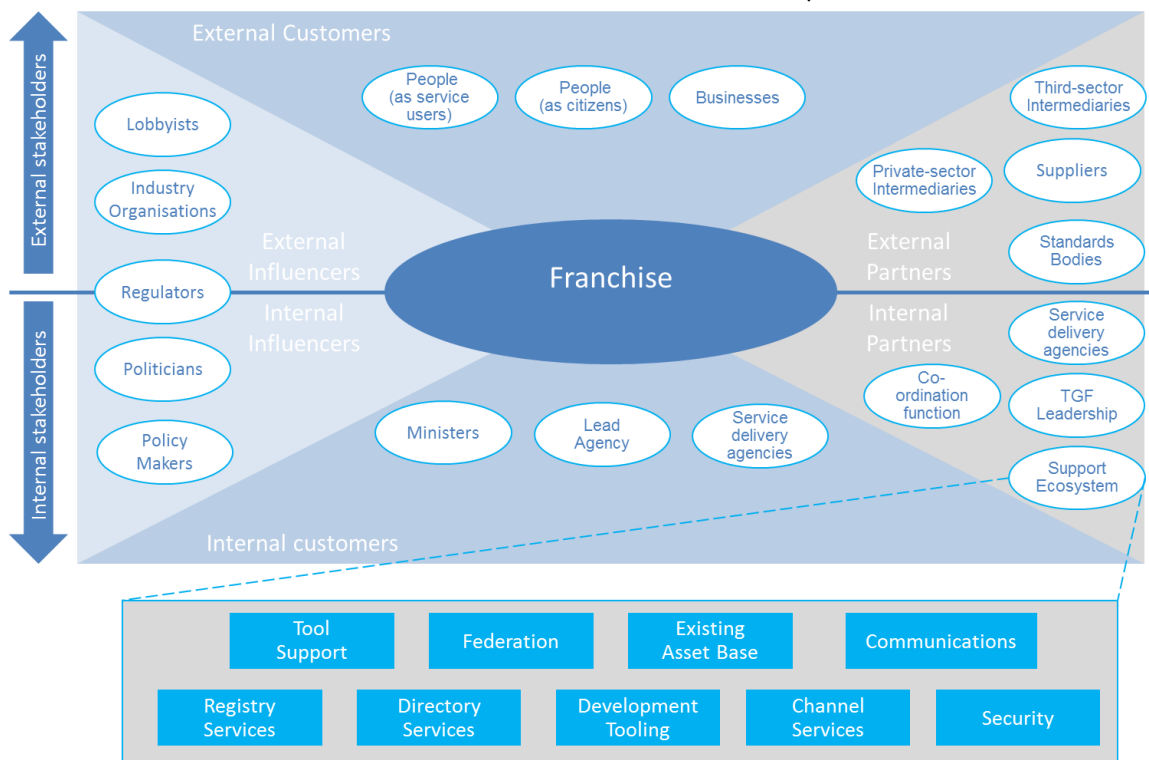 External Customers
People
(as service
users)
People
(as citizens)
Businesses
Third-sector
Intermediaries
Lobbyists
Private-sector
Intermediaries
Suppliers
Industry
Organisations
External stakeholders
External
Influencers
External
Partners
Standards
Bodies
Franchise
Regulators
Internal
Influencers
Internal
Partners
Service
delivery
agencies
Politicians
Co-
ordination
function
TGF
Leadership
Internal stakeholders
Policy
Makers
Ministers
Lead
Agency
Service
delivery
agencies
Support
Ecosystem
Internal customers
Tool
Support
Federation
Existing
Asset Base
Communications
Registry
Services
Directory
Services
Development
Tooling
Channel
Services
Security